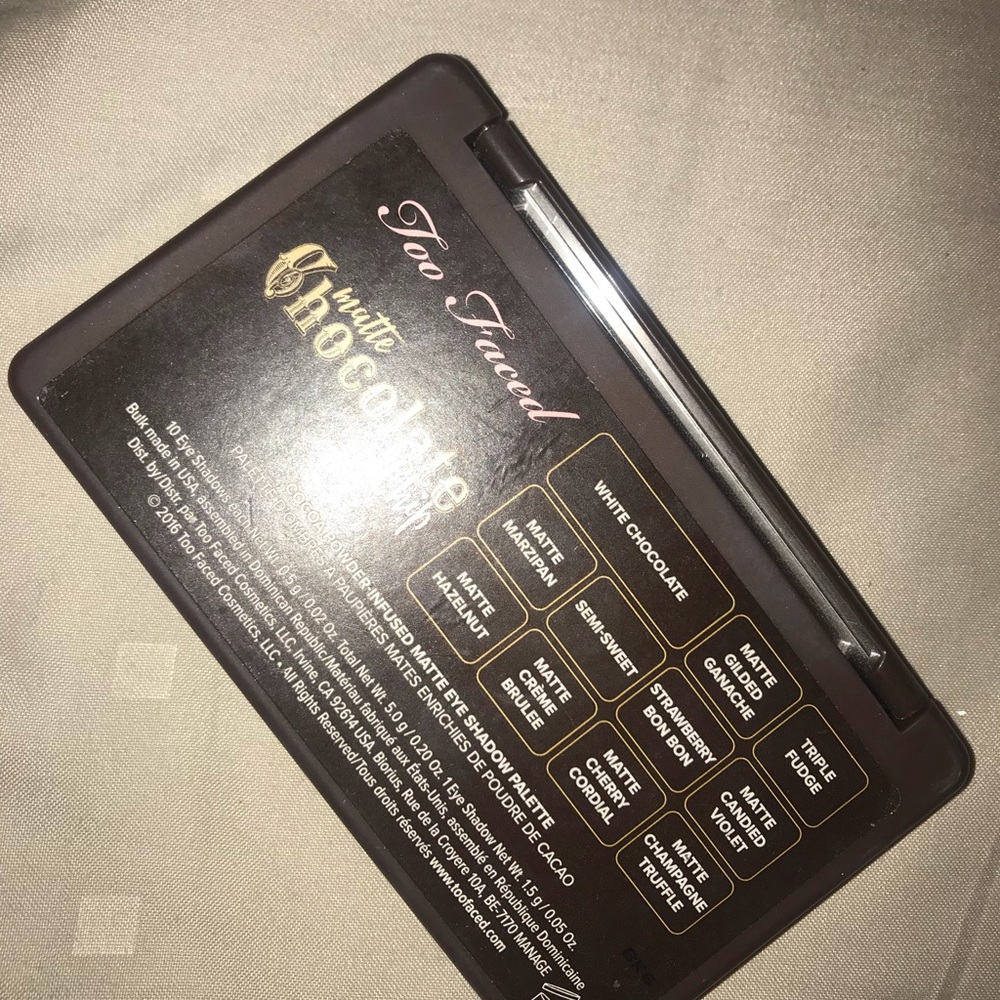 Too Faced
matte
Chocolate
COCOA POWDER-INFUSED MATTE EYE SHADOW PALETTE
PALETTE D'OMBRES À PAUPIÈRES MATES ENRICHIES DE POUDRE DE CACAO
10 Eye Shadows each Net Wt. 0.5 g / 0.02 Oz. Total Net Wt. 5.0 g / 0.20 Oz. 1 Eye Shadow Net Wt. 1.5 g / 0.05 Oz.
Bulk made in USA, assembled in Dominican Republic/Matériau fabriqué aux États-Unis, assemblé en République Dominicaine
Dist. by/Distr. par Too Faced Cosmetics, LLC, Irvine, CA 92614 USA. Biorius, Rue de la Croyere 10A, BE-7170 MANAGE
© 2016 Too Faced Cosmetics, LLC, All Rights Reserved/Tous droits réservés www.toofaced.com
WHITE CHOCOLATE
MATTE
GILDED
GANACHE
TRIPLE
FUDGE
MATTE
MARZIPAN
SEMI-SWEET
STRAWBERRY
BON BON
MATTE
CANDIED
VIOLET
MATTE
HAZELNUT
MATTE
CRÈME
BRULEE
MATTE
CHERRY
CORDIAL
MATTE
CHAMPAGNE
TRUFFLE